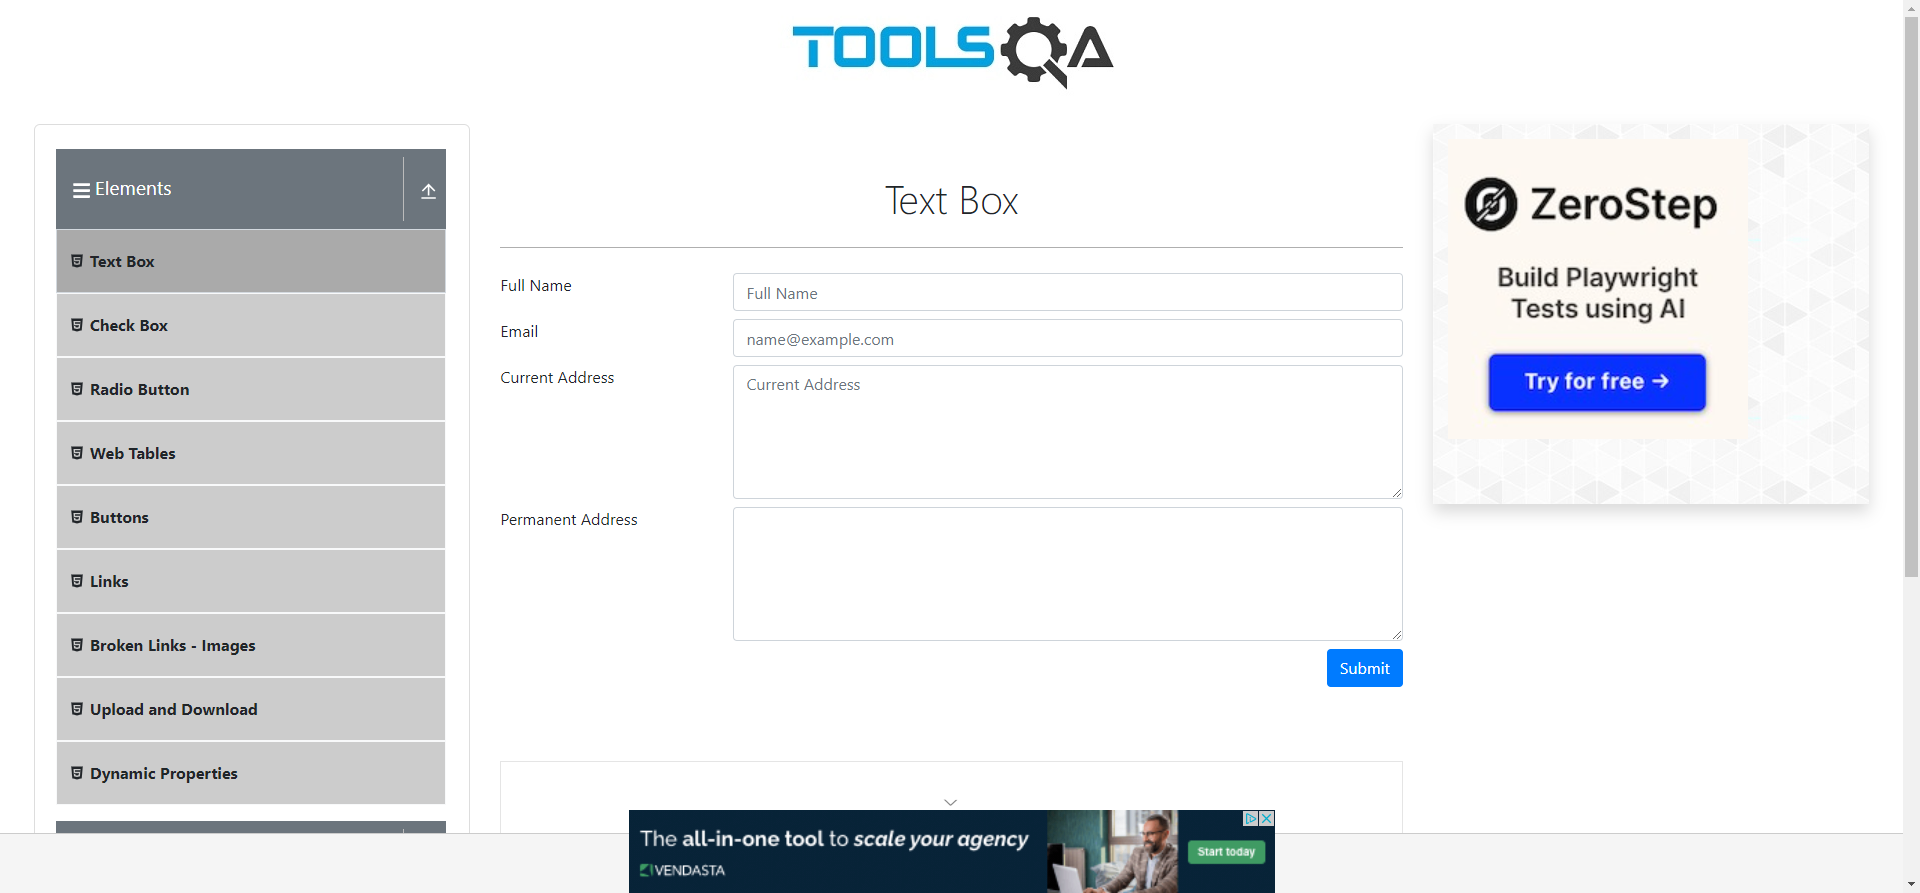 TOOLSQA
Elements
Text Box
Check Box
Radio Button
Web Tables
Buttons
Links
Broken Links - Images
Upload and Download
Dynamic Properties
Text Box
Full Name
Full Name
Email
name@example.com
Current Address
Current Address
Permanent Address
Submit
ZeroStep
Build Playwright
Tests using AI
Try for free →
The all-in-one tool to scale your agency
VENDASTA
Start today